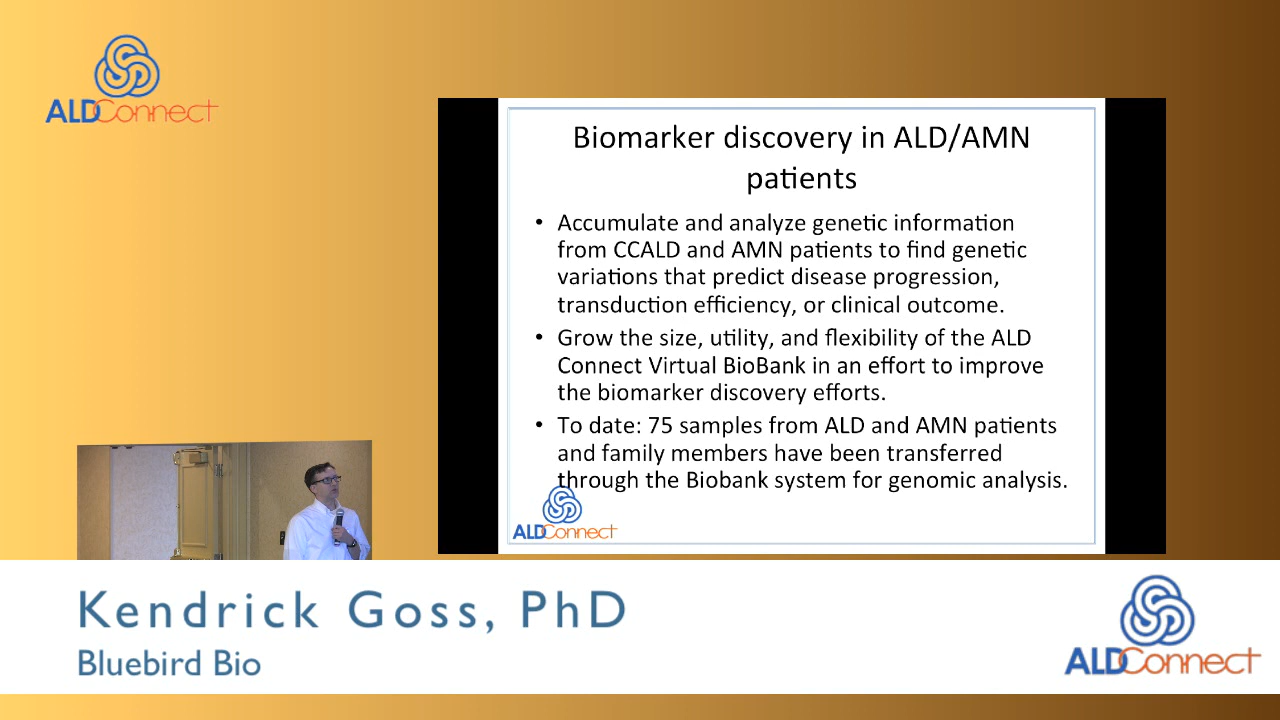 ALDConnect
Biomarker discovery in ALD/AMN
patients
• Accumulate and analyze genetic information
from CCALD and AMN patients to find genetic
variations that predict disease progression,
transduction efficiency, or clinical outcome.
• Grow the size, utility, and flexibility of the ALD
Connect Virtual BioBank in an effort to improve
the biomarker discovery efforts.
• To date: 75 samples from ALD and AMN patients
and family members have been transferred
through the Biobank system for genomic analysis.
ALDConnect
Kendrick Goss, PhD
Bluebird Bio
ALDConnect